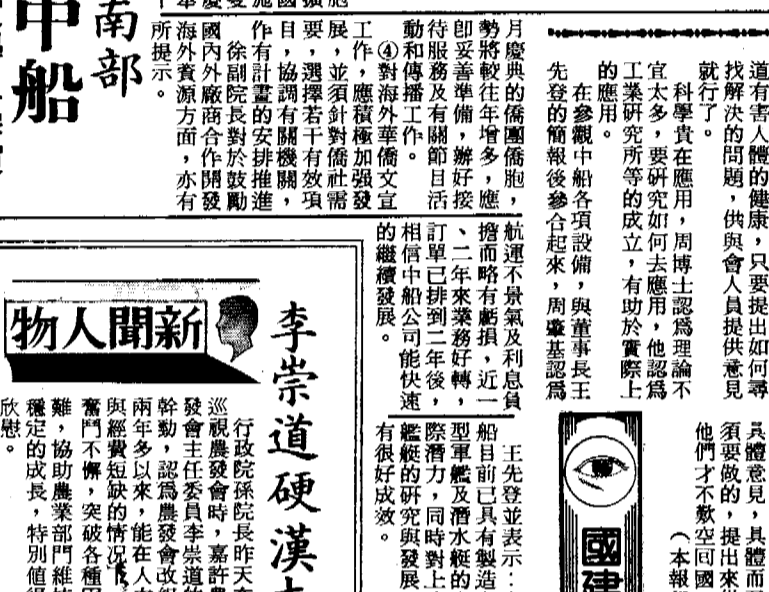 道有害人體的健康，只要提出如何尋
找解決的問題，供與會人員提供意見
就行了。
科學貴在應用，周博士認爲理論不
宜太多，要研究如何去應用，他認爲
工業研究所等的成立，有助於實際上
的應用。
在參觀中船各項設備，與董事長王
先登的簡報後參合起來，周肇基認爲
月慶典的僑團僑胞，
勢將較往年增多，應
卽妥善準備，辦好接
待服務及有關節目活
動和傳播工作。
④對海外華僑文宣
工作，應積極加强發
展，並須針對僑社需
要，選擇若干有效項
目，協調有關機關，
作有計畫的安排推進
徐副院長對於鼓勵
國內外廠商合作開發
海外資源方面，亦有
所提示。
南部
中船
航運不景氣及利息負
擔而略有虧損，近一
、二年來業務好轉，
訂單已排到二年後，
相信中船公司能快速
的繼續發展。
具體意見，具體而
須要做的，提出來
他們才不歉空囘國
（本報
國建
王先登並表示：
船目前已具有製造
型軍艦及潛水艇的
際潛力，同時對上
艦艇的研究與發展
有很好成效。
新聞人物
李崇道硬漢
行政院孫院長昨天
巡視農發會時，嘉許
發會主任委員李崇道
幹勁，認爲農發會改
兩年多以來，能在人
與經費短缺的情況
奮鬥不懈，突破各種
難，協助農業部門維
穩定的成長，特別值
欣慰。